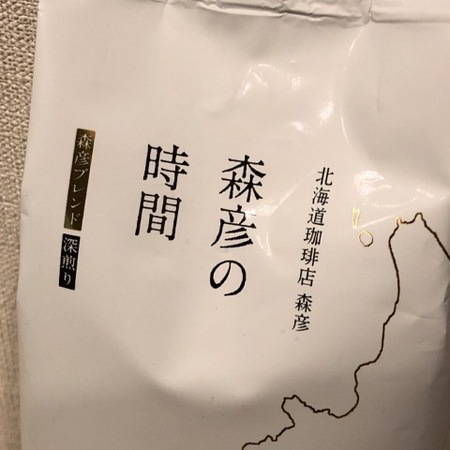 北海道珈琲店 森彦
森彦の
時間
森彦ブレンド 深煎り